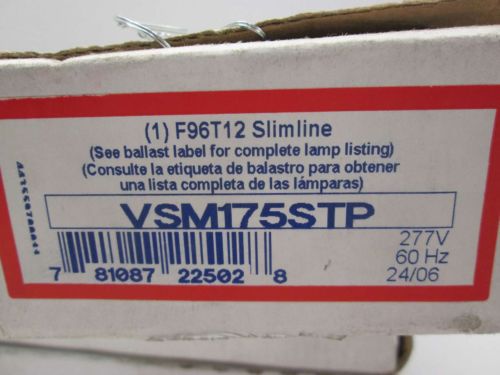 (1) F96T12 Slimline
(See ballast label for complete lamp listing)
(Consulte la etiqueta de balastro para obtener
una lista completa de las lámparas)
VSM175STP
7 81087 22502 8
277V
60 Hz
24/06